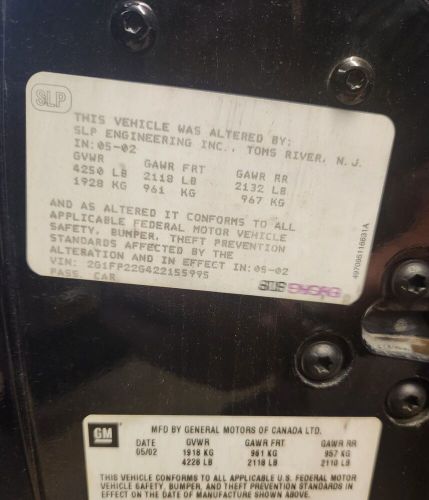 SLP
THIS VEHICLE WAS ALTERED BY:
SLP ENGINEERING INC., TOMS RIVER, N.J.
IN:05-02
GVWR GAWR FRT GAWR RR
4250 LB 2118 LB 2132 LB
1928 KG 961 KG 967 KG
AND AS ALTERED IT CONFORMS TO ALL
APPLICABLE FEDERAL MOTOR VEHICLE
SAFETY, BUMPER, THEFT PREVENTION
STANDARDS AFFECTED BY THE
ALTERATION AND IN EFFECT IN:05-02
VIN: 2G1FP22G422155995
PASS. CAR
497095116631A
GM
MFD BY GENERAL MOTORS OF CANADA LTD.
DATE GVWR GAWR FRT GAWR RR
05/02 1918 KG 961 KG 957 KG
4228 LB 2118 LB 2110 LB
THIS VEHICLE CONFORMS TO ALL APPLICABLE U.S. FEDERAL MOTOR
VEHICLE SAFETY, BUMPER, AND THEFT PREVENTION STANDARDS IN
EFFECT ON THE DATE OF MANUFACTURE SHOWN ABOVE.